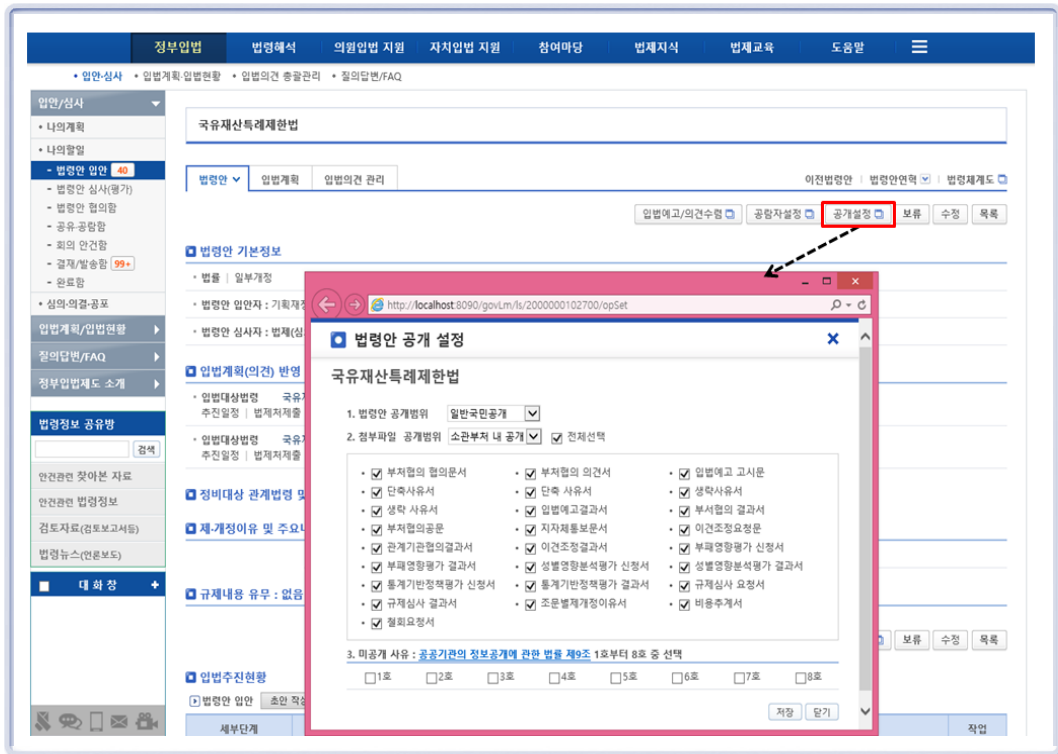 정부입법 법령해석 의원입법 지원 자치입법 지원 참여마당 법제지식 법제교육 도움말
• 입안·심사 • 입법계획·입법현황 • 입법의견 총괄관리 • 질의답변/FAQ
입안/심사
• 나의계획
• 나의할일
- 법령안 입안 40
- 법령안 심사(평가)
- 법령안 협의함
- 공유·공람함
- 회의 안건함
- 결재/발송함 99+
- 완료함
• 심의·의결·공포
입법계획/입법현황
질의답변/FAQ
정부입법제도 소개
법령정보 공유방
검색
안건관련 찾아본 자료
안건관련 법령정보
검토자료(검토보고서등)
법령뉴스(언론보도)
대 화 창 +
국유재산특례제한법
법령안 입법계획 입법의견 관리
이전법령안 | 법령안연혁 | 법령체계도
입법예고/의견수렴 공람자설정 공개설정 보류 수정 목록
법령안 기본정보
• 법률 | 일부개정
• 법령안 입안자 : 기획재정
• 법령안 심사자 : 법제(심
입법계획(의견) 반영
• 입법대상법령 국유재
추진일정 | 법제처제출
• 입법대상법령 국유재
추진일정 | 법제처제출
정비대상 관계법령 및
제·개정이유 및 주요내
규제내용 유무 : 없음
보류 수정 목록
입법추진현황
법령안 입안 초안 작성
세부단계 작업
http://localhost:8090/govLm/ls/2000000102700/opSet
법령안 공개 설정
국유재산특례제한법
1. 법령안 공개범위 일반국민공개
2. 첨부파일 공개범위 소관부처 내 공개 전체선택
• 부처협의 협의문서 • 부처협의 의견서 • 입법예고 고시문
• 단축사유서 • 단축 사유서 • 생략사유서
• 생략 사유서 • 입법예고결과서 • 부서협의 결과서
• 부처협의공문 • 지자체통보문서 • 이견조정요청문
• 관계기관협의결과서 • 이견조정결과서 • 부패영향평가 신청서
• 부패영향평가 결과서 • 성별영향분석평가 신청서 • 성별영향분석평가 결과서
• 통계기반정책평가 신청서 • 통계기반정책평가 결과서 • 규제심사 요청서
• 규제심사 결과서 • 조문별제개정이유서 • 비용추계서
• 철회요청서
3. 미공개 사유 : 공공기관의 정보공개에 관한 법률 제9조 1호부터 8호 중 선택
1호 2호 3호 4호 5호 6호 7호 8호
저장 닫기